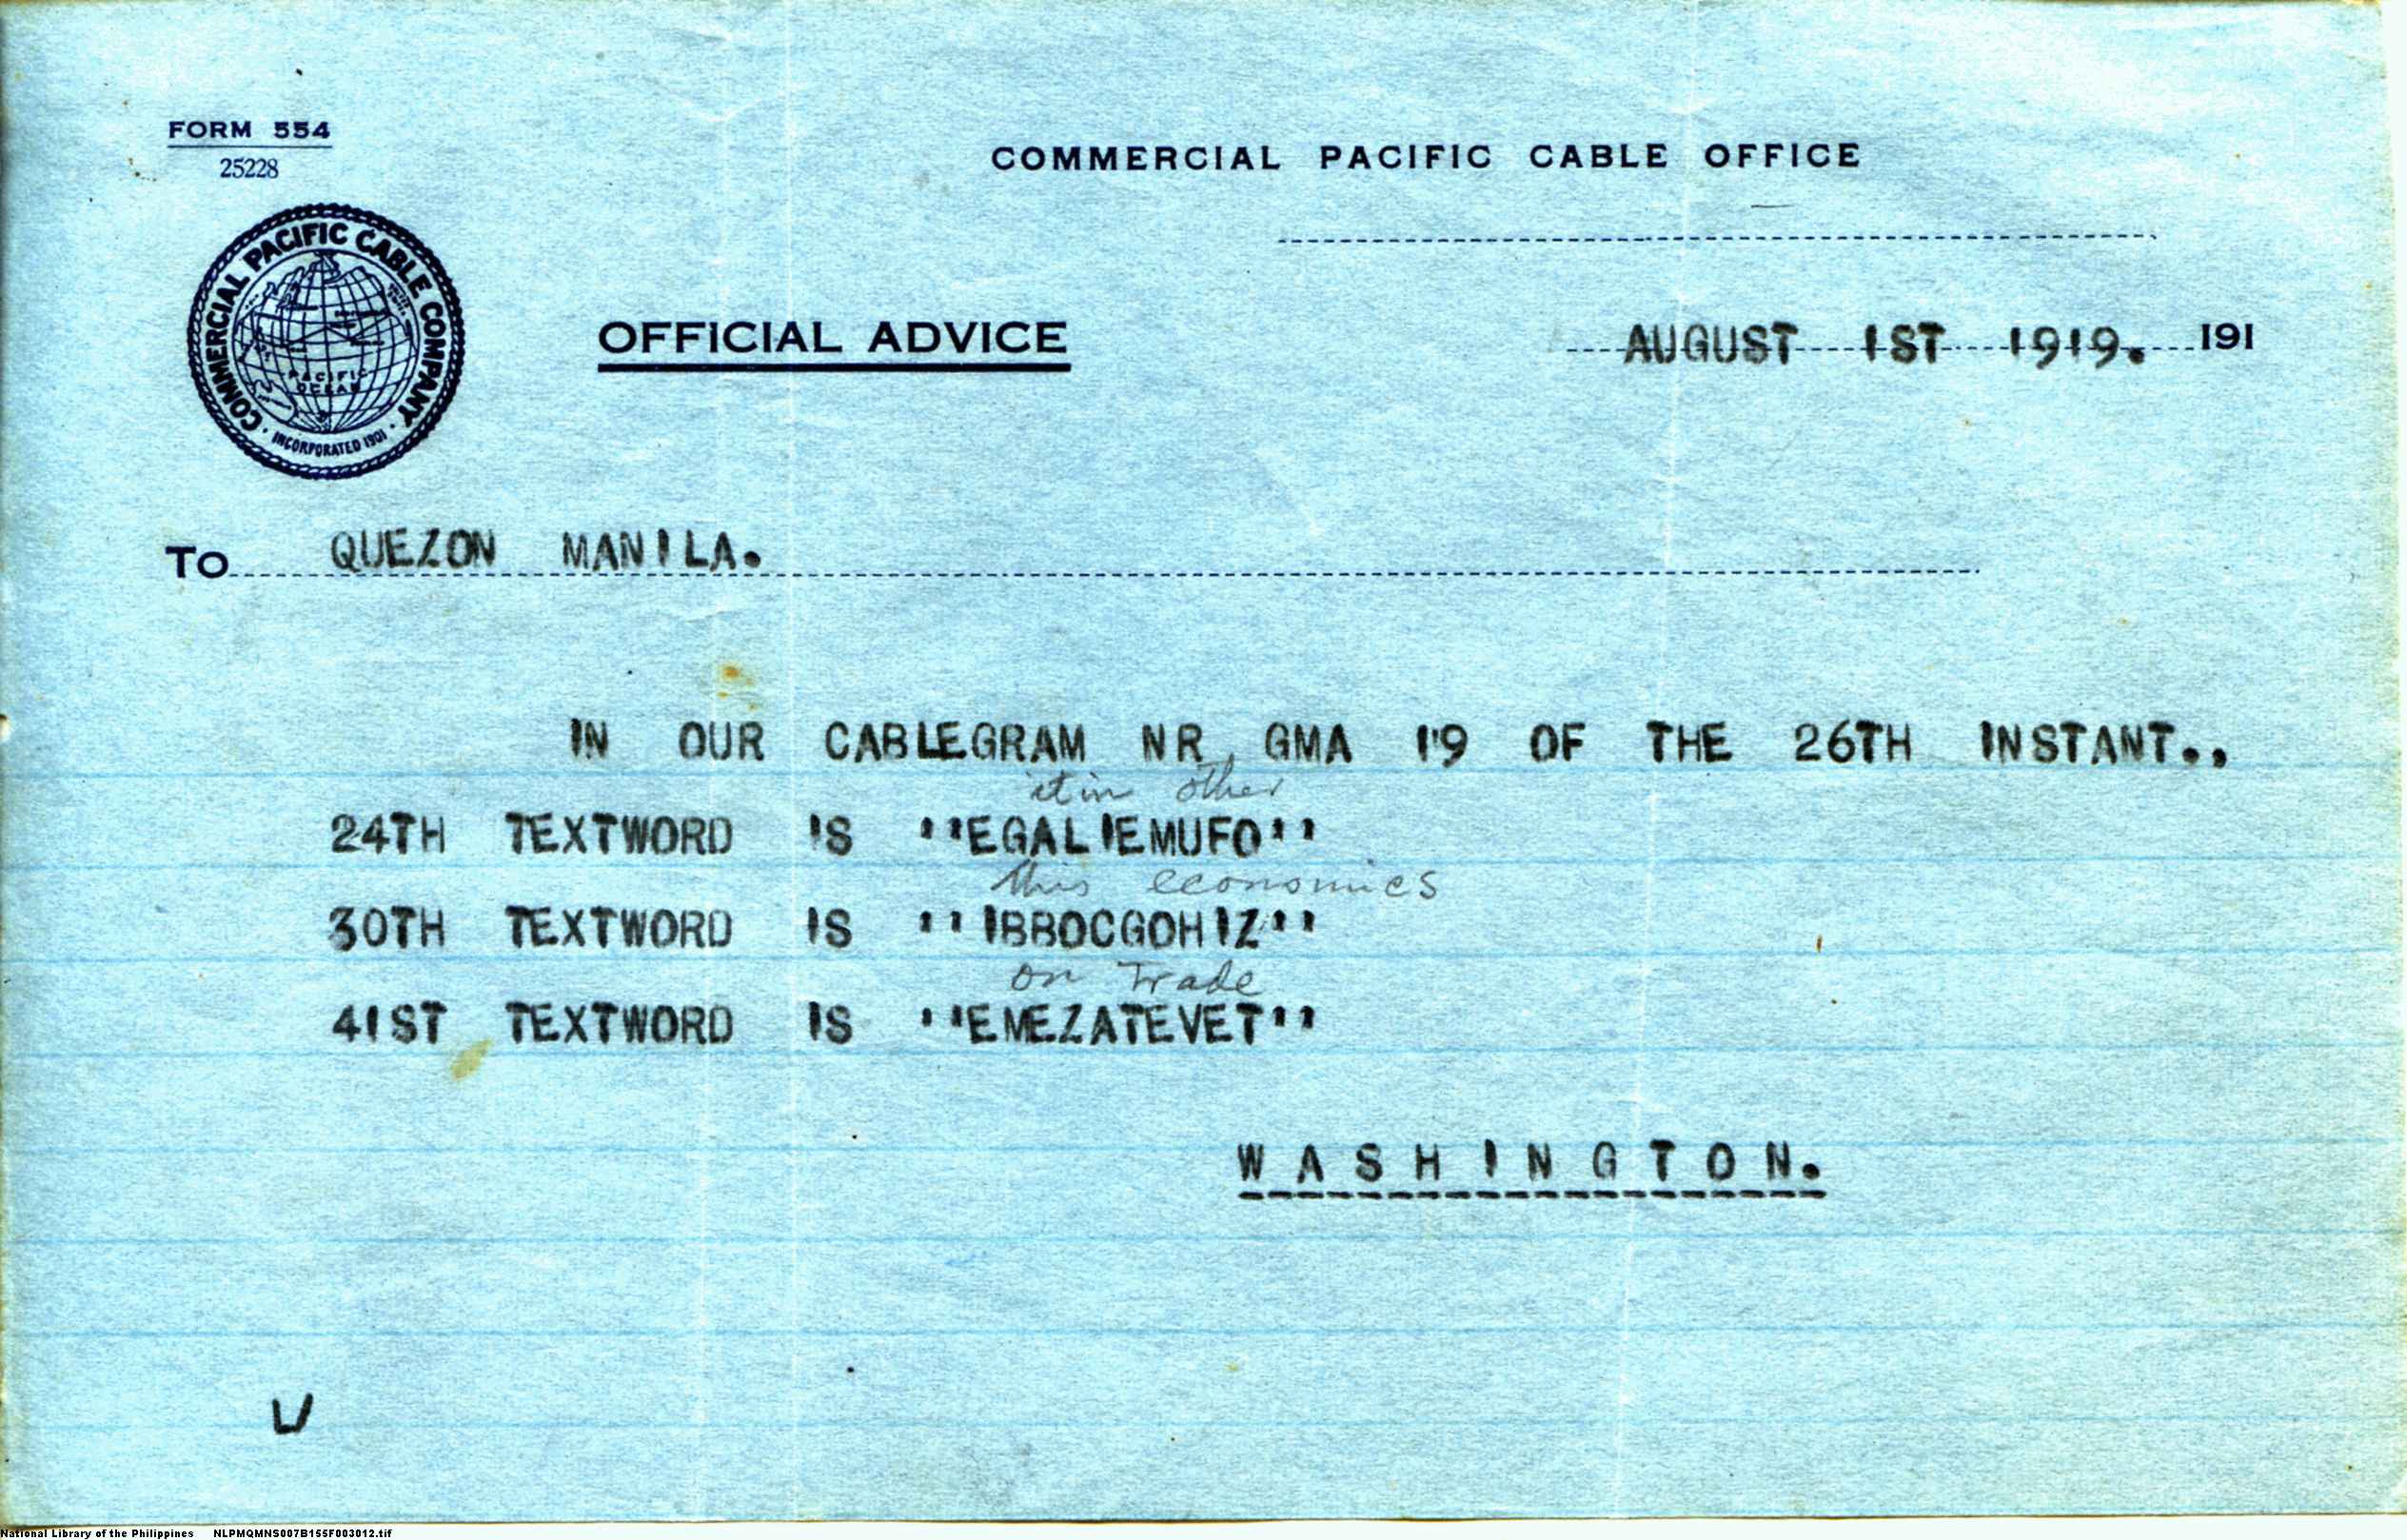 FORM 554
25228
COMMERCIAL PACIFIC CABLE OFFICE
COMMERCIAL PACIFIC CABLE COMPANY
PACIFIC
OCEAN
· INCORPORATED 1901 ·
OFFICIAL ADVICE
AUGUST 1ST 1919. 191
To QUEZON MANILA.
IN OUR CABLEGRAM NR GMA 19 OF THE 26TH INSTANT.,
it in other
24TH TEXTWORD IS ''EGALIEMUFO''
this economics
30TH TEXTWORD IS ''IBBOCGOHIZ''
on Trade
41ST TEXTWORD IS ''EMEZATEVET''
WASHINGTON.
National Library of the Philippines NLPMQMNS007B155F003012.tif